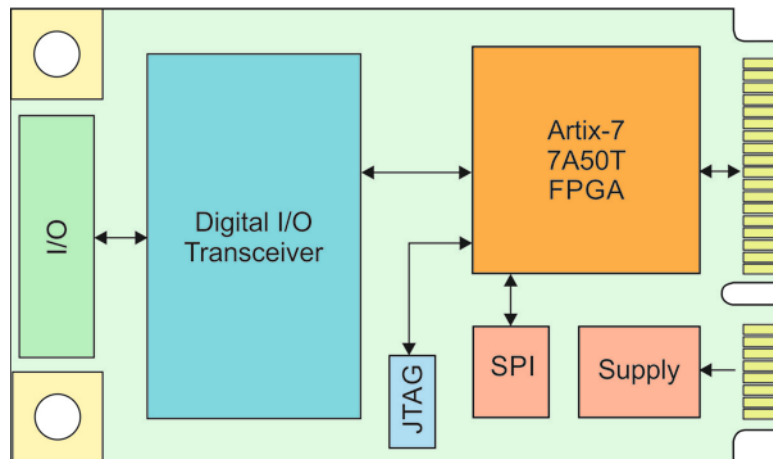 I/O
Digital I/O
Transceiver
Artix-7
7A50T
FPGA
JTAG
SPI
Supply